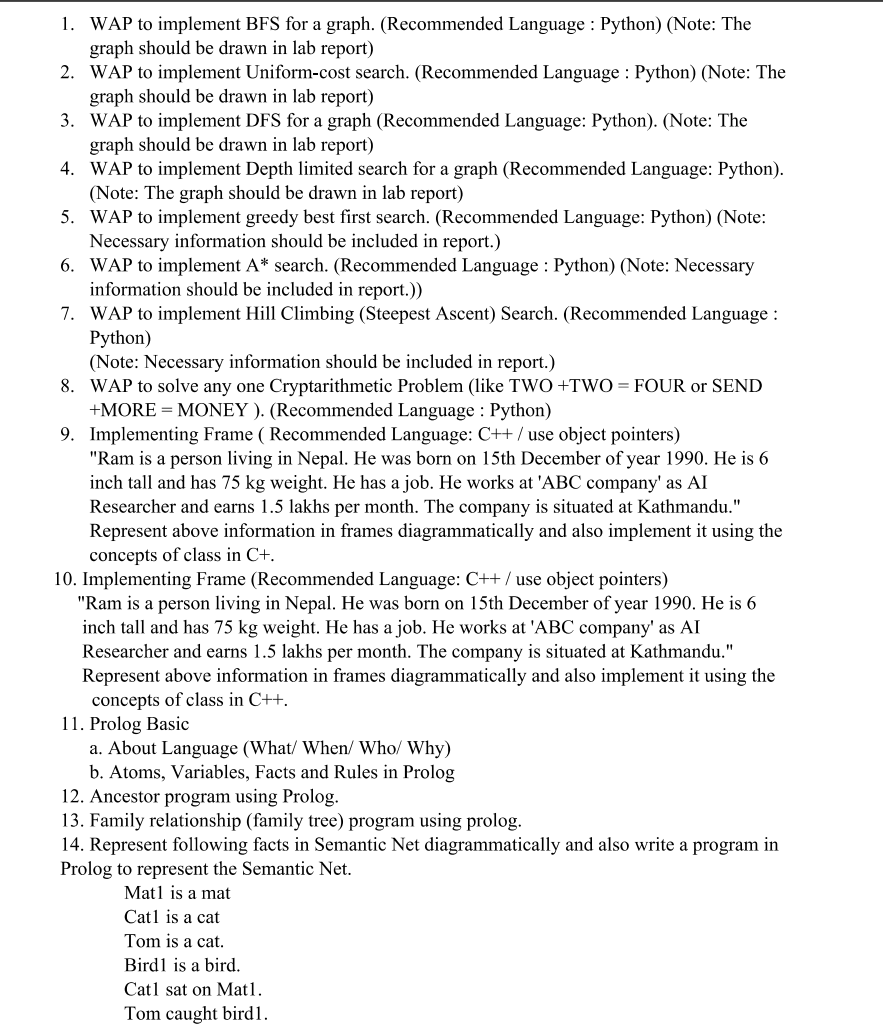 1. WAP to implement BFS for a graph. (Recommended Language : Python) (Note: The
graph should be drawn in lab report)
2. WAP to implement Uniform-cost search. (Recommended Language : Python) (Note: The
graph should be drawn in lab report)
3. WAP to implement DFS for a graph (Recommended Language: Python). (Note: The
graph should be drawn in lab report)
4. WAP to implement Depth limited search for a graph (Recommended Language: Python).
(Note: The graph should be drawn in lab report)
5. WAP to implement greedy best first search. (Recommended Language: Python) (Note:
Necessary information should be included in report.)
6. WAP to implement A* search. (Recommended Language : Python) (Note: Necessary
information should be included in report.))
7. WAP to implement Hill Climbing (Steepest Ascent) Search. (Recommended Language :
Python)
(Note: Necessary information should be included in report.)
8. WAP to solve any one Cryptarithmetic Problem (like TWO +TWO = FOUR or SEND
+MORE = MONEY ). (Recommended Language : Python)
9. Implementing Frame ( Recommended Language: C++ / use object pointers)
"Ram is a person living in Nepal. He was born on 15th December of year 1990. He is 6
inch tall and has 75 kg weight. He has a job. He works at 'ABC company' as AI
Researcher and earns 1.5 lakhs per month. The company is situated at Kathmandu."
Represent above information in frames diagrammatically and also implement it using the
concepts of class in C+.
10. Implementing Frame (Recommended Language: C++ / use object pointers)
"Ram is a person living in Nepal. He was born on 15th December of year 1990. He is 6
inch tall and has 75 kg weight. He has a job. He works at 'ABC company' as AI
Researcher and earns 1.5 lakhs per month. The company is situated at Kathmandu."
Represent above information in frames diagrammatically and also implement it using the
concepts of class in C++.
11. Prolog Basic
a. About Language (What/ When/ Who/ Why)
b. Atoms, Variables, Facts and Rules in Prolog
12. Ancestor program using Prolog.
13. Family relationship (family tree) program using prolog.
14. Represent following facts in Semantic Net diagrammatically and also write a program in
Prolog to represent the Semantic Net.
Mat1 is a mat
Cat1 is a cat
Tom is a cat.
Bird1 is a bird.
Cat1 sat on Mat1.
Tom caught bird1.